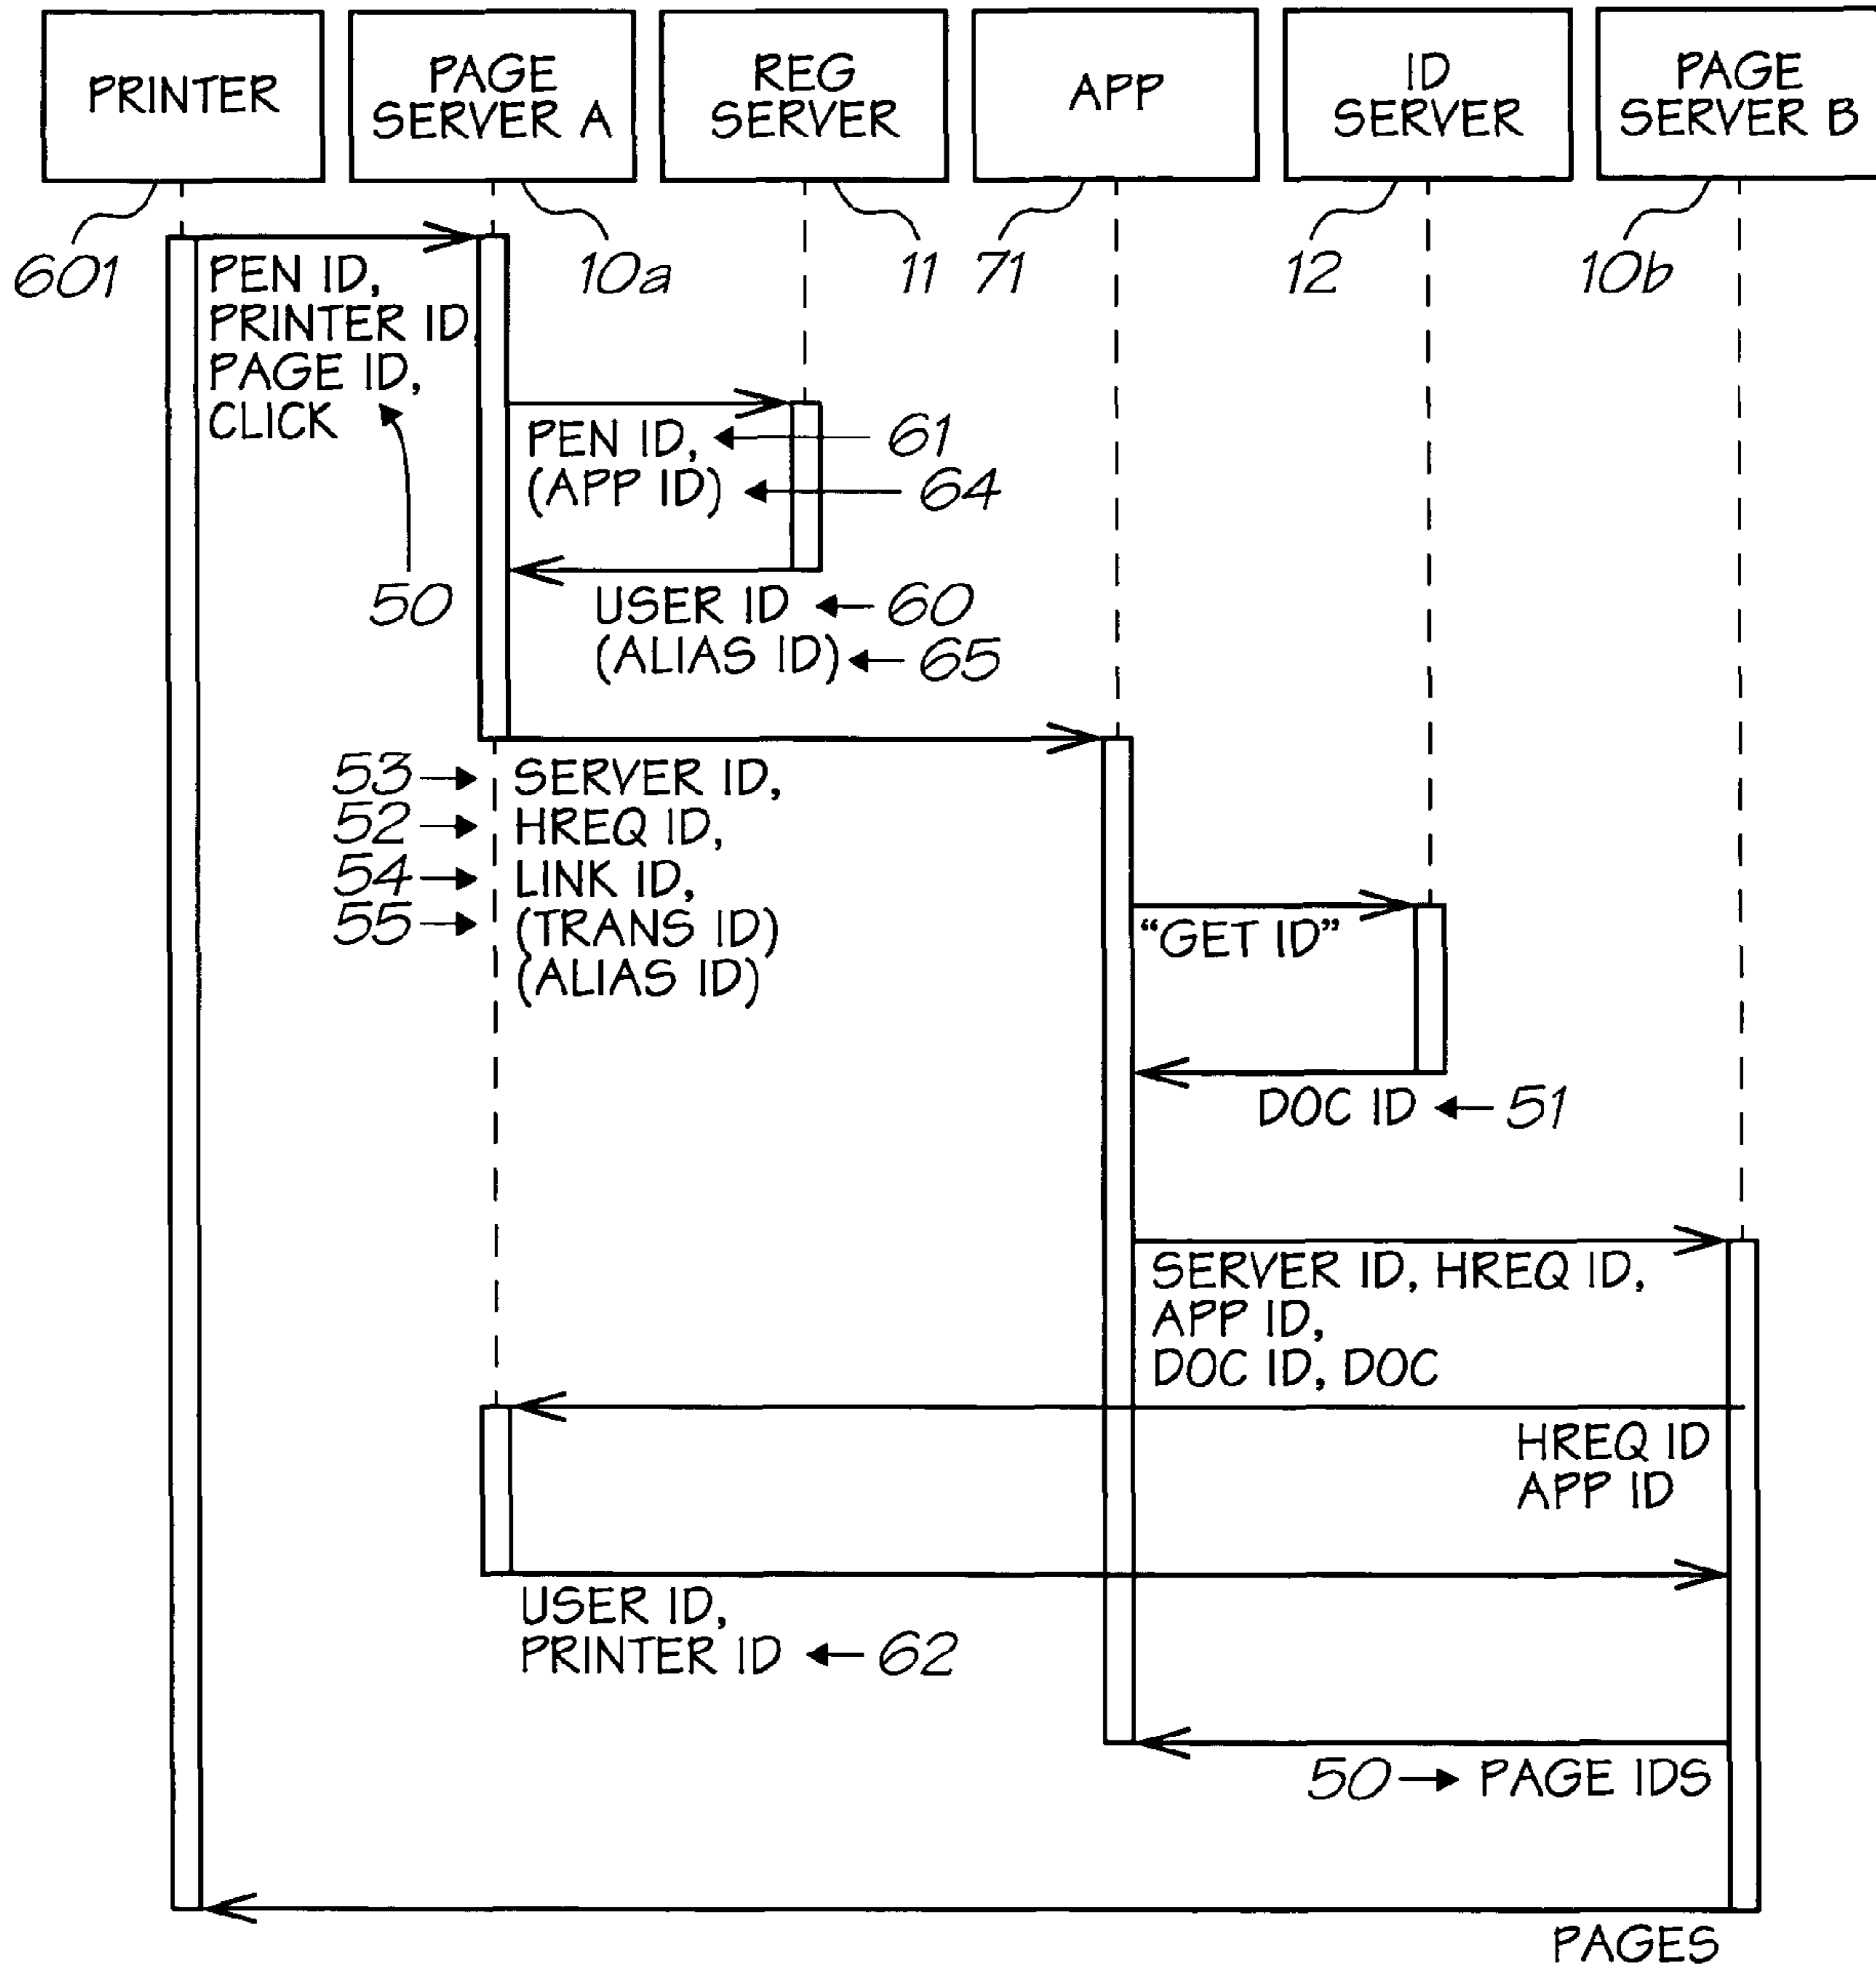 PRINTER
PAGE
SERVER A
REG
SERVER
APP
ID
SERVER
PAGE
SERVER B
601
10a
11
71
12
10b
PEN ID,
PRINTER ID
PAGE ID,
CLICK
50
PEN ID,
61
(APP ID)
64
USER ID
60
(ALIAS ID)
65
53
SERVER ID,
52
HREQ ID,
54
LINK ID,
55
(TRANS ID)
(ALIAS ID)
“GET ID”
DOC ID
51
SERVER ID, HREQ ID,
APP ID,
DOC ID, DOC
HREQ ID
APP ID
USER ID,
PRINTER ID
62
50
PAGE IDS
PAGES